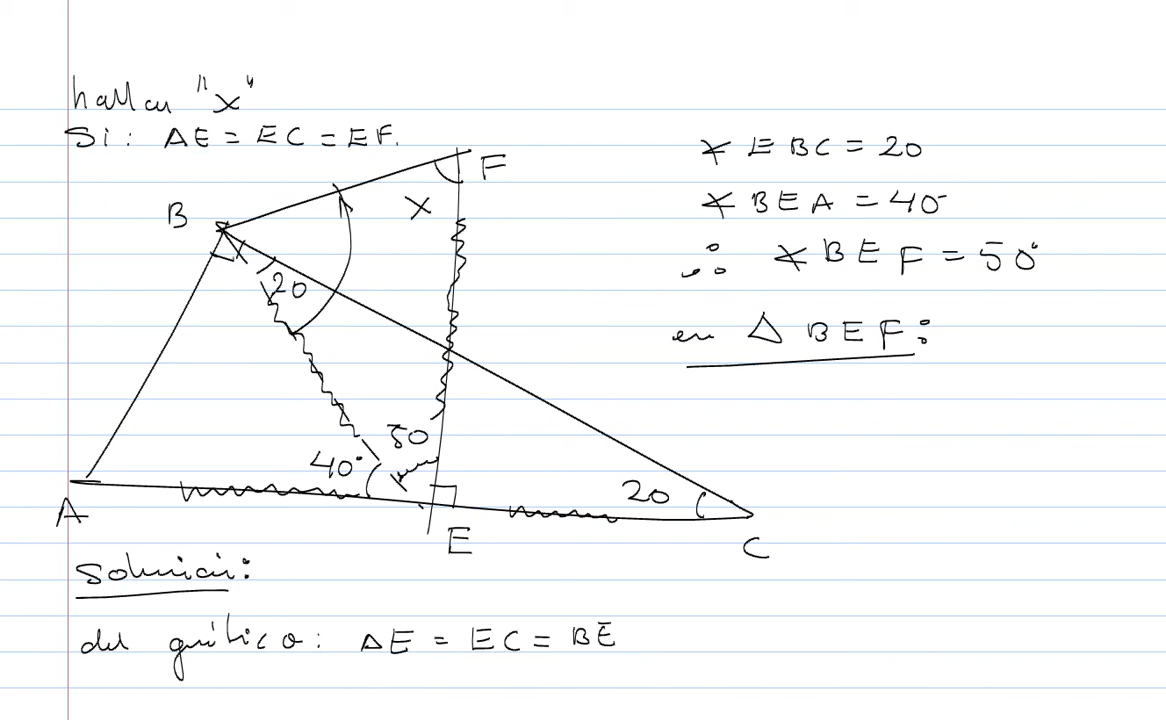 hallar "x"
Si: AE = EC = EF.
∢ EBC = 20
∢ BEA = 40
∴ ∢ BEF = 50°
en △ BEF:
F
B
x
20
50
40°
20
A
E
C
Solución:
del gráfico: AE = EC = BE